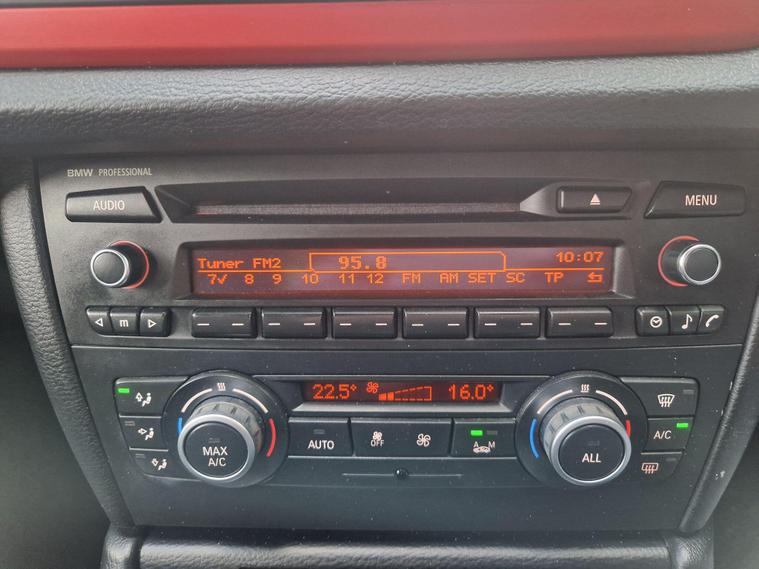 BMW PROFESSIONAL
AUDIO
MENU
Tuner FM2 95.8 10:07
7✓ 8 9 10 11 12 FM AM SET SC TP
m
22.5° 16.0°
MAX A/C
AUTO
OFF
A M
ALL
A/C